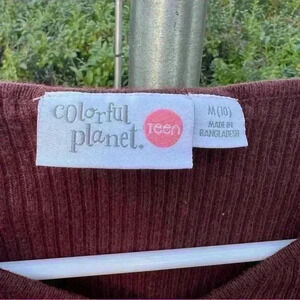 colorful
planet.
Teen
M (10)
MADE IN
BANGLADESH